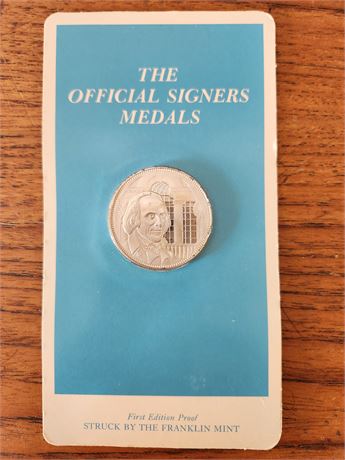 THE
OFFICIAL SIGNERS
MEDALS
First Edition Proof
STRUCK BY THE FRANKLIN MINT